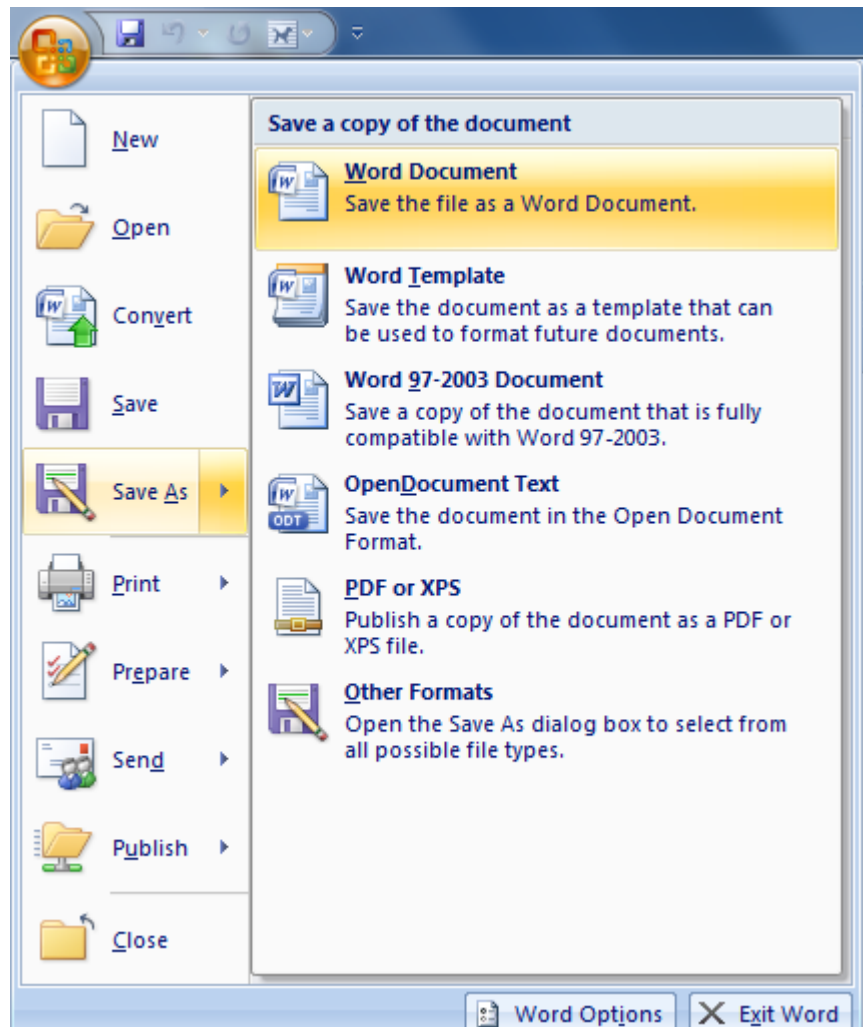 New
Open
Convert
Save
Save As
Print
Prepare
Send
Publish
Close
Save a copy of the document
Word Document
Save the file as a Word Document.
Word Template
Save the document as a template that can
be used to format future documents.
Word 97-2003 Document
Save a copy of the document that is fully
compatible with Word 97-2003.
OpenDocument Text
Save the document in the Open Document
Format.
ODT
PDF or XPS
Publish a copy of the document as a PDF or
XPS file.
Other Formats
Open the Save As dialog box to select from
all possible file types.
Word Options
Exit Word